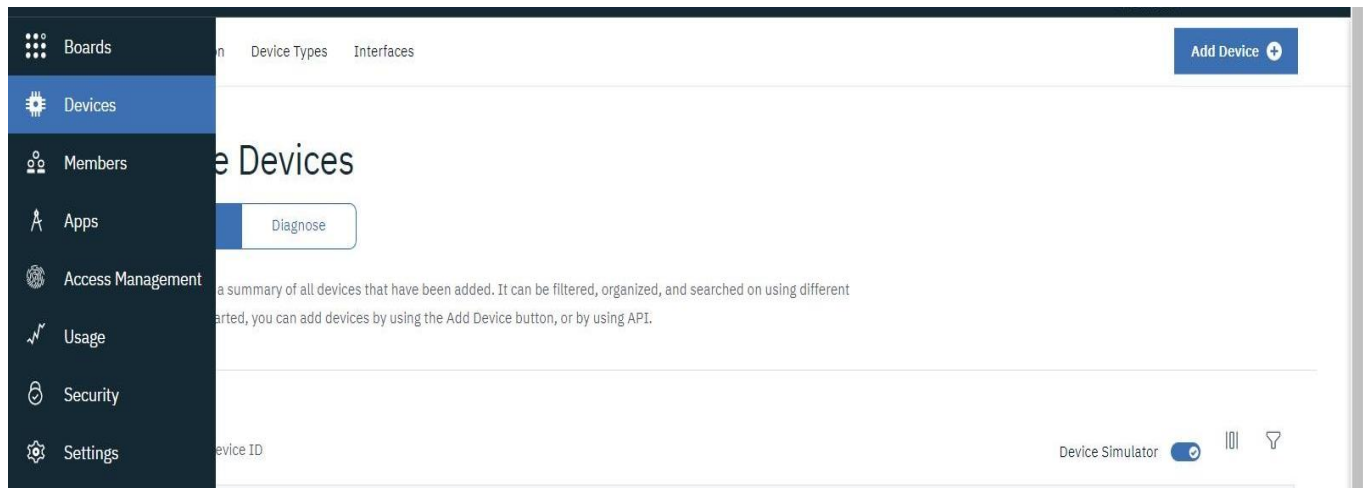 Boards
Devices
Members
Apps
Access Management
Usage
Security
Settings
n Device Types Interfaces
Add Device
e Devices
Diagnose
a summary of all devices that have been added. It can be filtered, organized, and searched on using different
arted, you can add devices by using the Add Device button, or by using API.
evice ID
Device Simulator